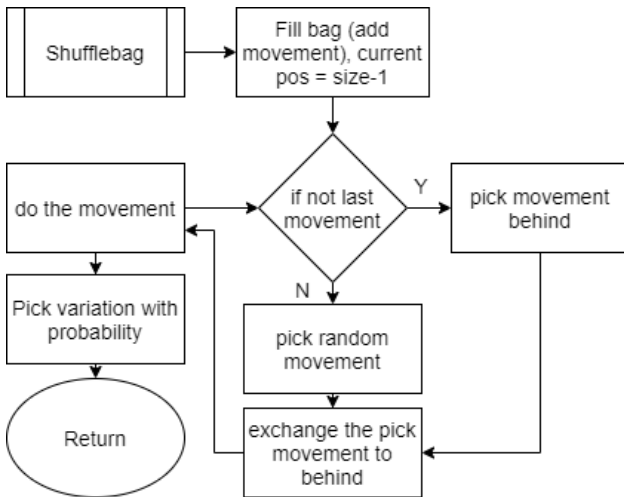 Shufflebag
Fill bag (add
movement), current
pos = size-1
if not last
movement
Y
pick movement
behind
do the movement
Pick variation with
probability
N
pick random
movement
Return
exchange the pick
movement to
behind